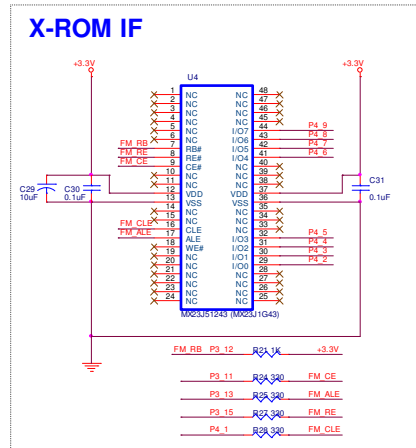 X-ROM IF
+3.3V
+3.3V
U4
1 NC NC 48
2 NC NC 47
3 NC NC 46
4 NC NC 45
5 NC I/O7 44 P4_9
6 NC I/O6 43 P4_8
FM_RB 7 RB# I/O5 42 P4_7
FM_RE 8 RE# I/O4 41 P4_6
FM_CE 9 CE# NC 40
10 NC NC 39
11 NC NC 38
12 VDD VDD 37
13 VSS VSS 36
14 NC NC 35
15 NC NC 34
FM_CLE 16 CLE NC 33
FM_ALE 17 ALE I/O3 32 P4_5
18 WE# I/O2 31 P4_4
19 NC I/O1 30 P4_3
20 NC I/O0 29 P4_2
21 NC NC 28
22 NC NC 27
23 NC NC 26
24 NC NC 25
C29
10uF
C30
0.1uF
C31
0.1uF
MX23J51243 (MX23J1G43)
FM_RB P3_12 R21 1K +3.3V
P3_11 R24 330 FM_CE
P3_13 R25 330 FM_ALE
P3_15 R27 330 FM_RE
P4_1 R28 330 FM_CLE